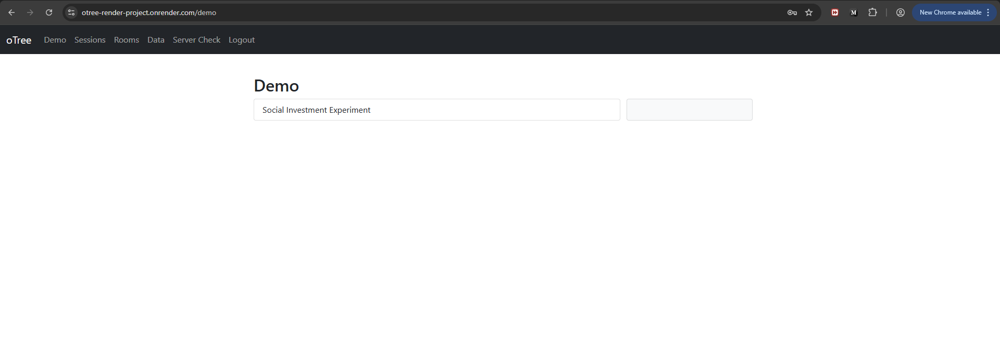 otree-render-project.onrender.com/demo
M
New Chrome available
oTree Demo Sessions Rooms Data Server Check Logout
Demo
Social Investment Experiment